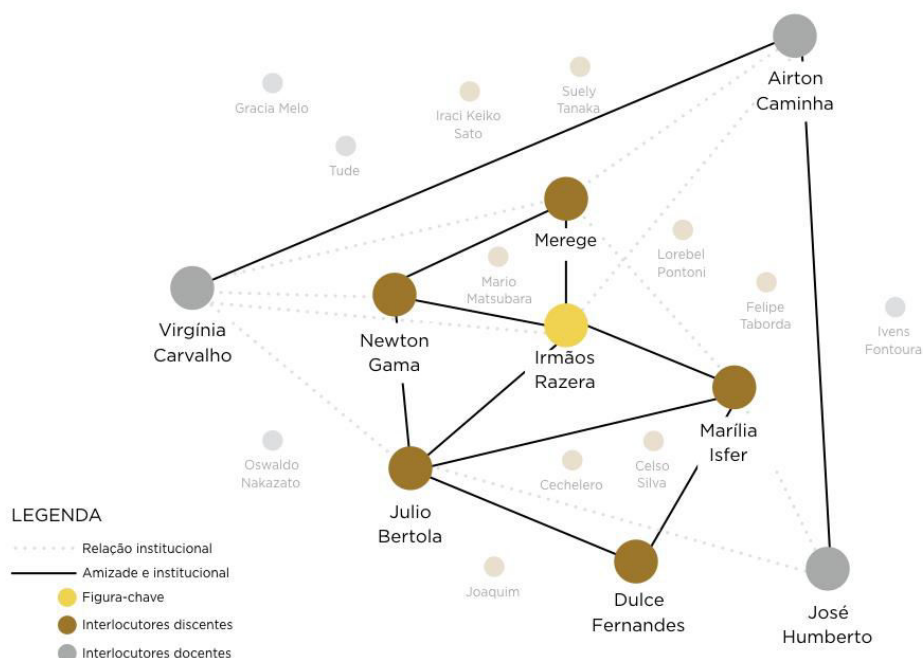 Airton
Caminha
Suely
Tanaka
Gracia Melo
Iraci Keiko
Sato
Tude
Merege
Lorebel
Pontoni
Mario
Matsubara
Felipe
Taborda
Ivens
Fontoura
Virgínia
Carvalho
Newton
Gama
Irmãos
Razera
Marília
Isfer
Oswaldo
Nakazato
Cechelero
Celso
Silva
Julio
Bertola
Joaquim
Dulce
Fernandes
José
Humberto
LEGENDA
Relação institucional
Amizade e institucional
Figura-chave
Interlocutores discentes
Interlocutores docentes